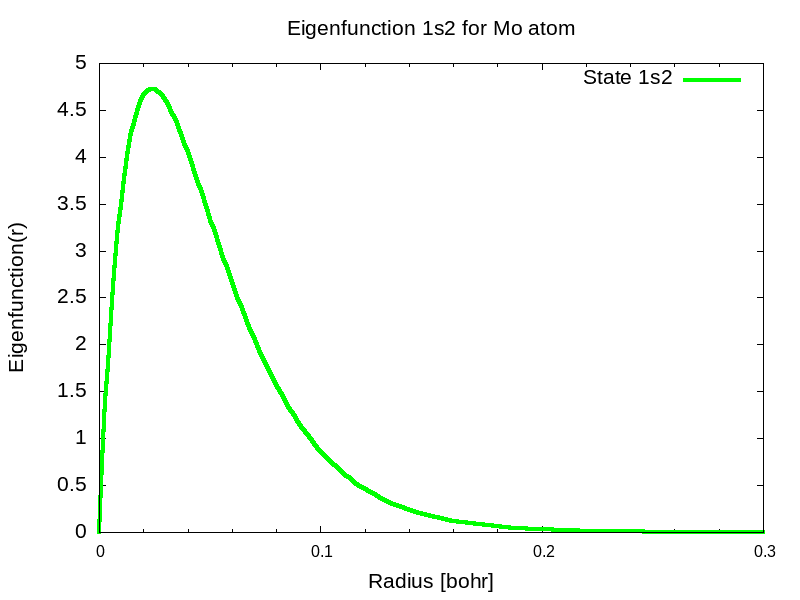 Eigenfunction 1s2 for Mo atom
State 1s2
5
4.5
4
3.5
3
2.5
2
1.5
1
0.5
0
Eigenfunction(r)
0 0.1 0.2 0.3
Radius [bohr]